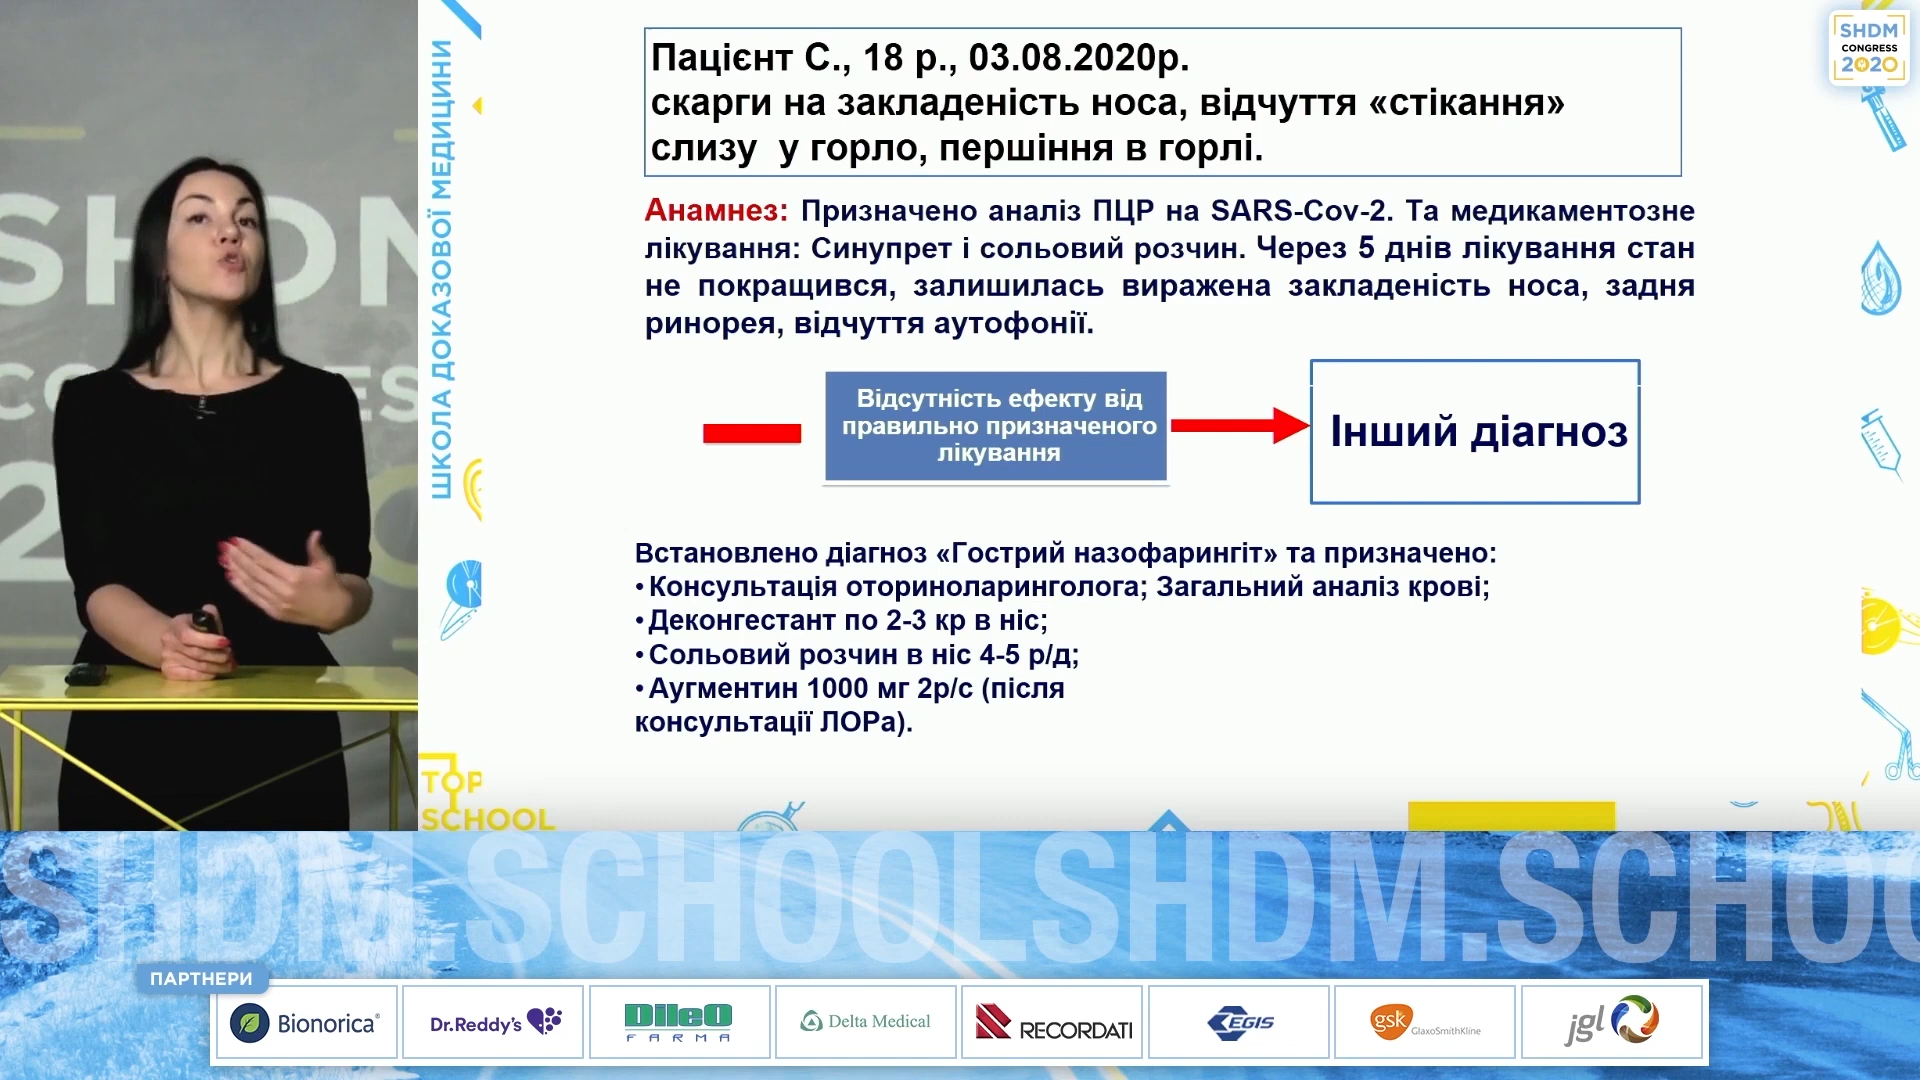 SHDM
CONGRESS
2020
ШКОЛА ДОКАЗОВОЇ МЕДИЦИНИ
Пацієнт С., 18 р., 03.08.2020р.
скарги на закладеність носа, відчуття «стікання»
слизу у горло, першіння в горлі.
Анамнез: Призначено аналіз ПЦР на SARS-Cov-2. Та медикаментозне
лікування: Синупрет і сольовий розчин. Через 5 днів лікування стан
не покращився, залишилась виражена закладеність носа, задня
ринорея, відчуття аутофонії.
Відсутність ефекту від
правильно призначеного
лікування
Інший діагноз
Встановлено діагноз «Гострий назофарингіт» та призначено:
• Консультація оториноларинголога; Загальний аналіз крові;
• Деконгестант по 2-3 кр в ніс;
• Сольовий розчин в ніс 4-5 р/д;
• Аугментин 1000 мг 2р/с (після
консультації ЛОРа).
TOP
SCHOOL
SHDM.SCHOOLSHDM.SCHOO
ПАРТНЕРИ
Bionorica®
Dr.Reddy's
DileO
FARMA
Delta Medical
RECORDATI
EGIS
gsk
GlaxoSmithKline
jgl